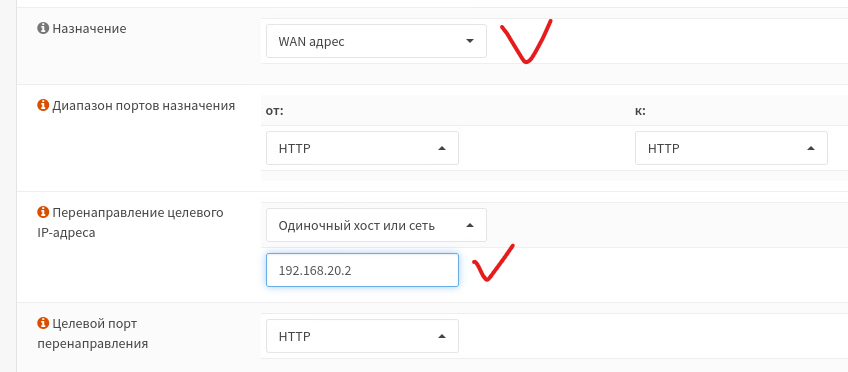 Назначение
WAN адрес
Диапазон портов назначения
от:
к:
HTTP
HTTP
Перенаправление целевого
IP-адреса
Одиночный хост или сеть
192.168.20.2
Целевой порт
перенаправления
HTTP